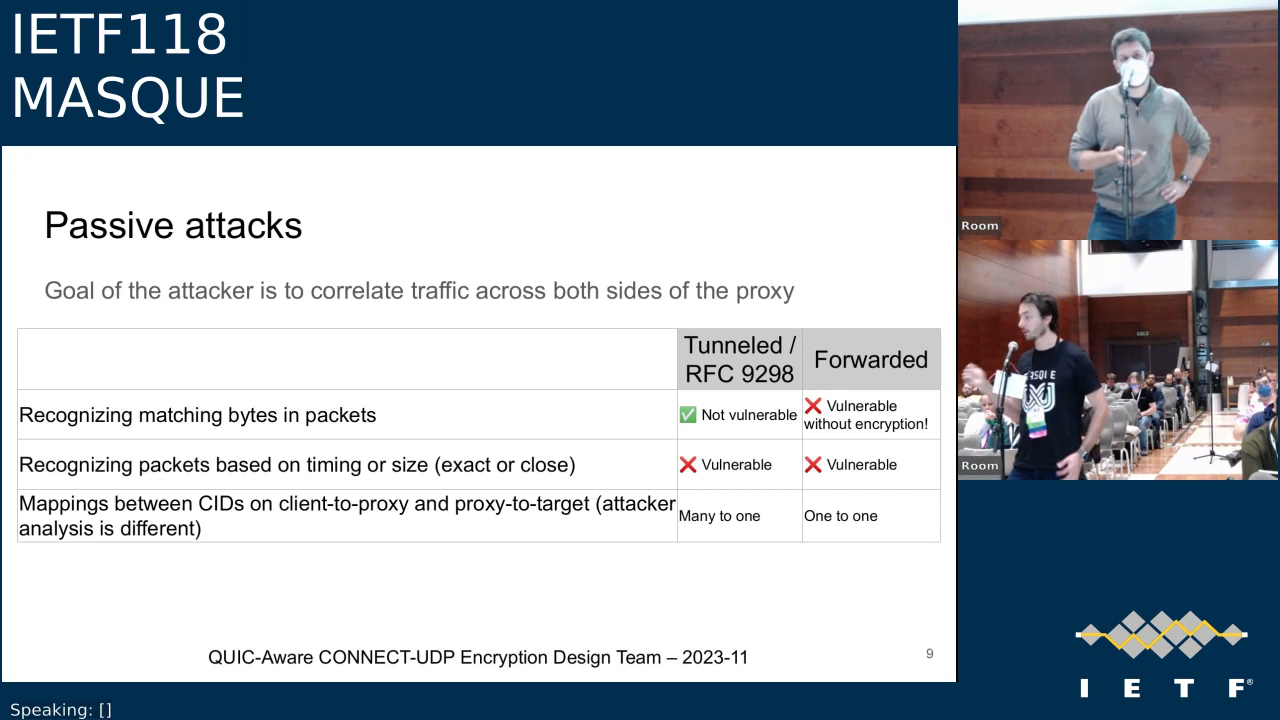 IETF118
MASQUE
Passive attacks
Goal of the attacker is to correlate traffic across both sides of the proxy
Tunneled /
RFC 9298
Forwarded
Recognizing matching bytes in packets
✅ Not vulnerable
❌ Vulnerable
without encryption!
Recognizing packets based on timing or size (exact or close)
❌ Vulnerable
❌ Vulnerable
Mappings between CIDs on client-to-proxy and proxy-to-target (attacker
analysis is different)
Many to one
One to one
QUIC-Aware CONNECT-UDP Encryption Design Team – 2023-11
9
Speaking: []
Room
Room
I E T F®